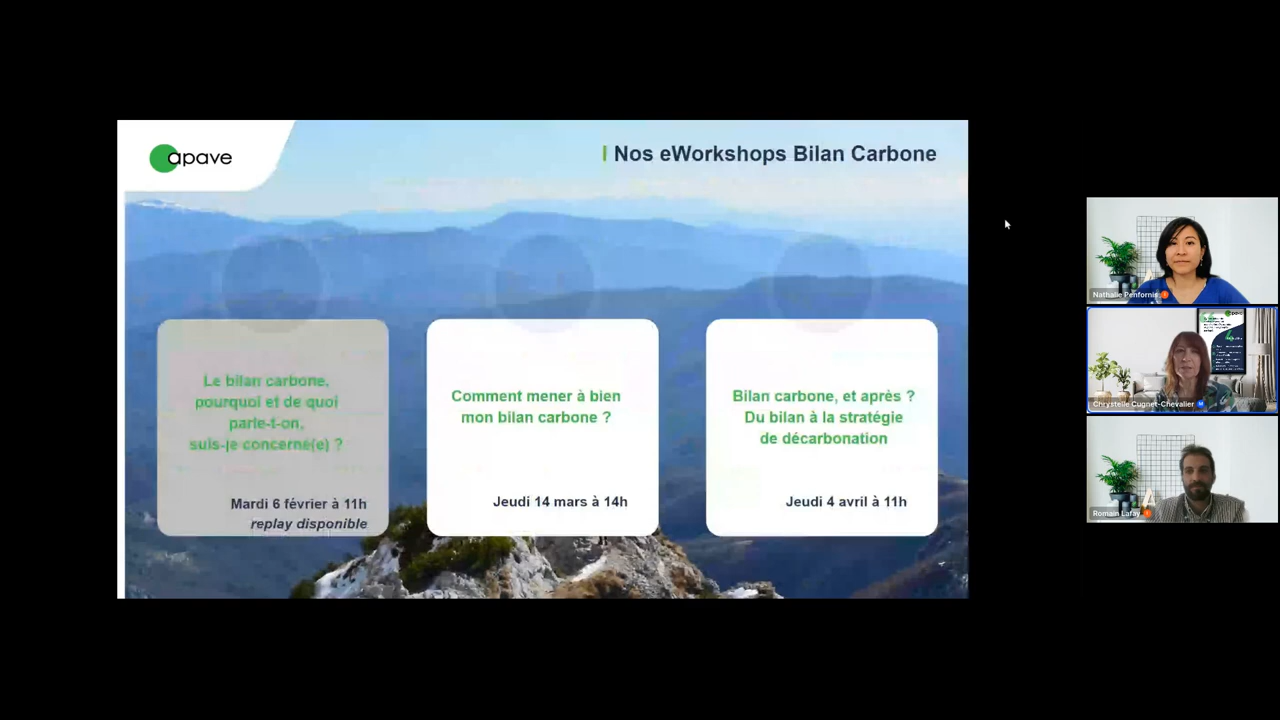 apave
Nos eWorkshops Bilan Carbone
Le bilan carbone,
pourquoi et de quoi
parle-t-on,
suis-je concerné(e) ?
Mardi 6 février à 11h
replay disponible
Comment mener à bien
mon bilan carbone ?
Jeudi 14 mars à 14h
Bilan carbone, et après ?
Du bilan à la stratégie
de décarbonation
Jeudi 4 avril à 11h
Nathalie Penfornis
Chrystelle Cugnet-Chevalier
Romain Lafay